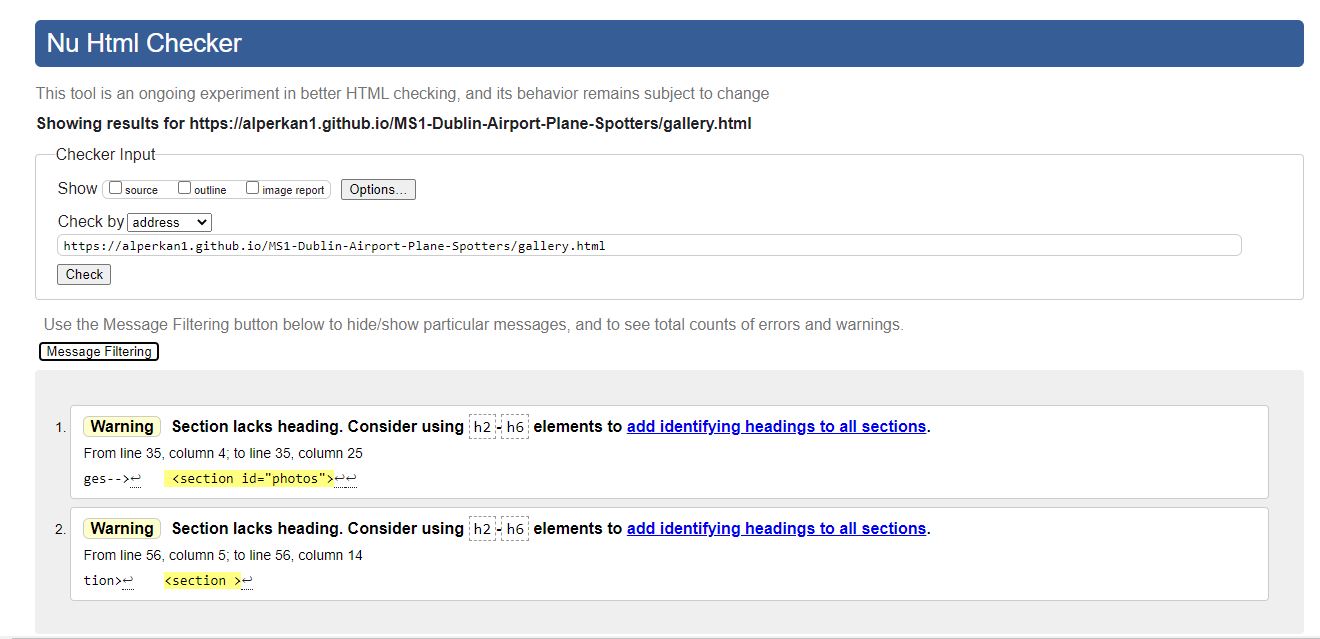 Nu Html Checker
This tool is an ongoing experiment in better HTML checking, and its behavior remains subject to change
Showing results for https://alperkan1.github.io/MS1-Dublin-Airport-Plane-Spotters/gallery.html
Checker Input
Show source outline image report Options...
Check by address
https://alperkan1.github.io/MS1-Dublin-Airport-Plane-Spotters/gallery.html
Check
Use the Message Filtering button below to hide/show particular messages, and to see total counts of errors and warnings.
Message Filtering
1. Warning Section lacks heading. Consider using h2-h6 elements to add identifying headings to all sections.
From line 35, column 4; to line 35, column 25
ges-->↩ <section id="photos">↩↩
2. Warning Section lacks heading. Consider using h2-h6 elements to add identifying headings to all sections.
From line 56, column 5; to line 56, column 14
tion>↩ <section >↩